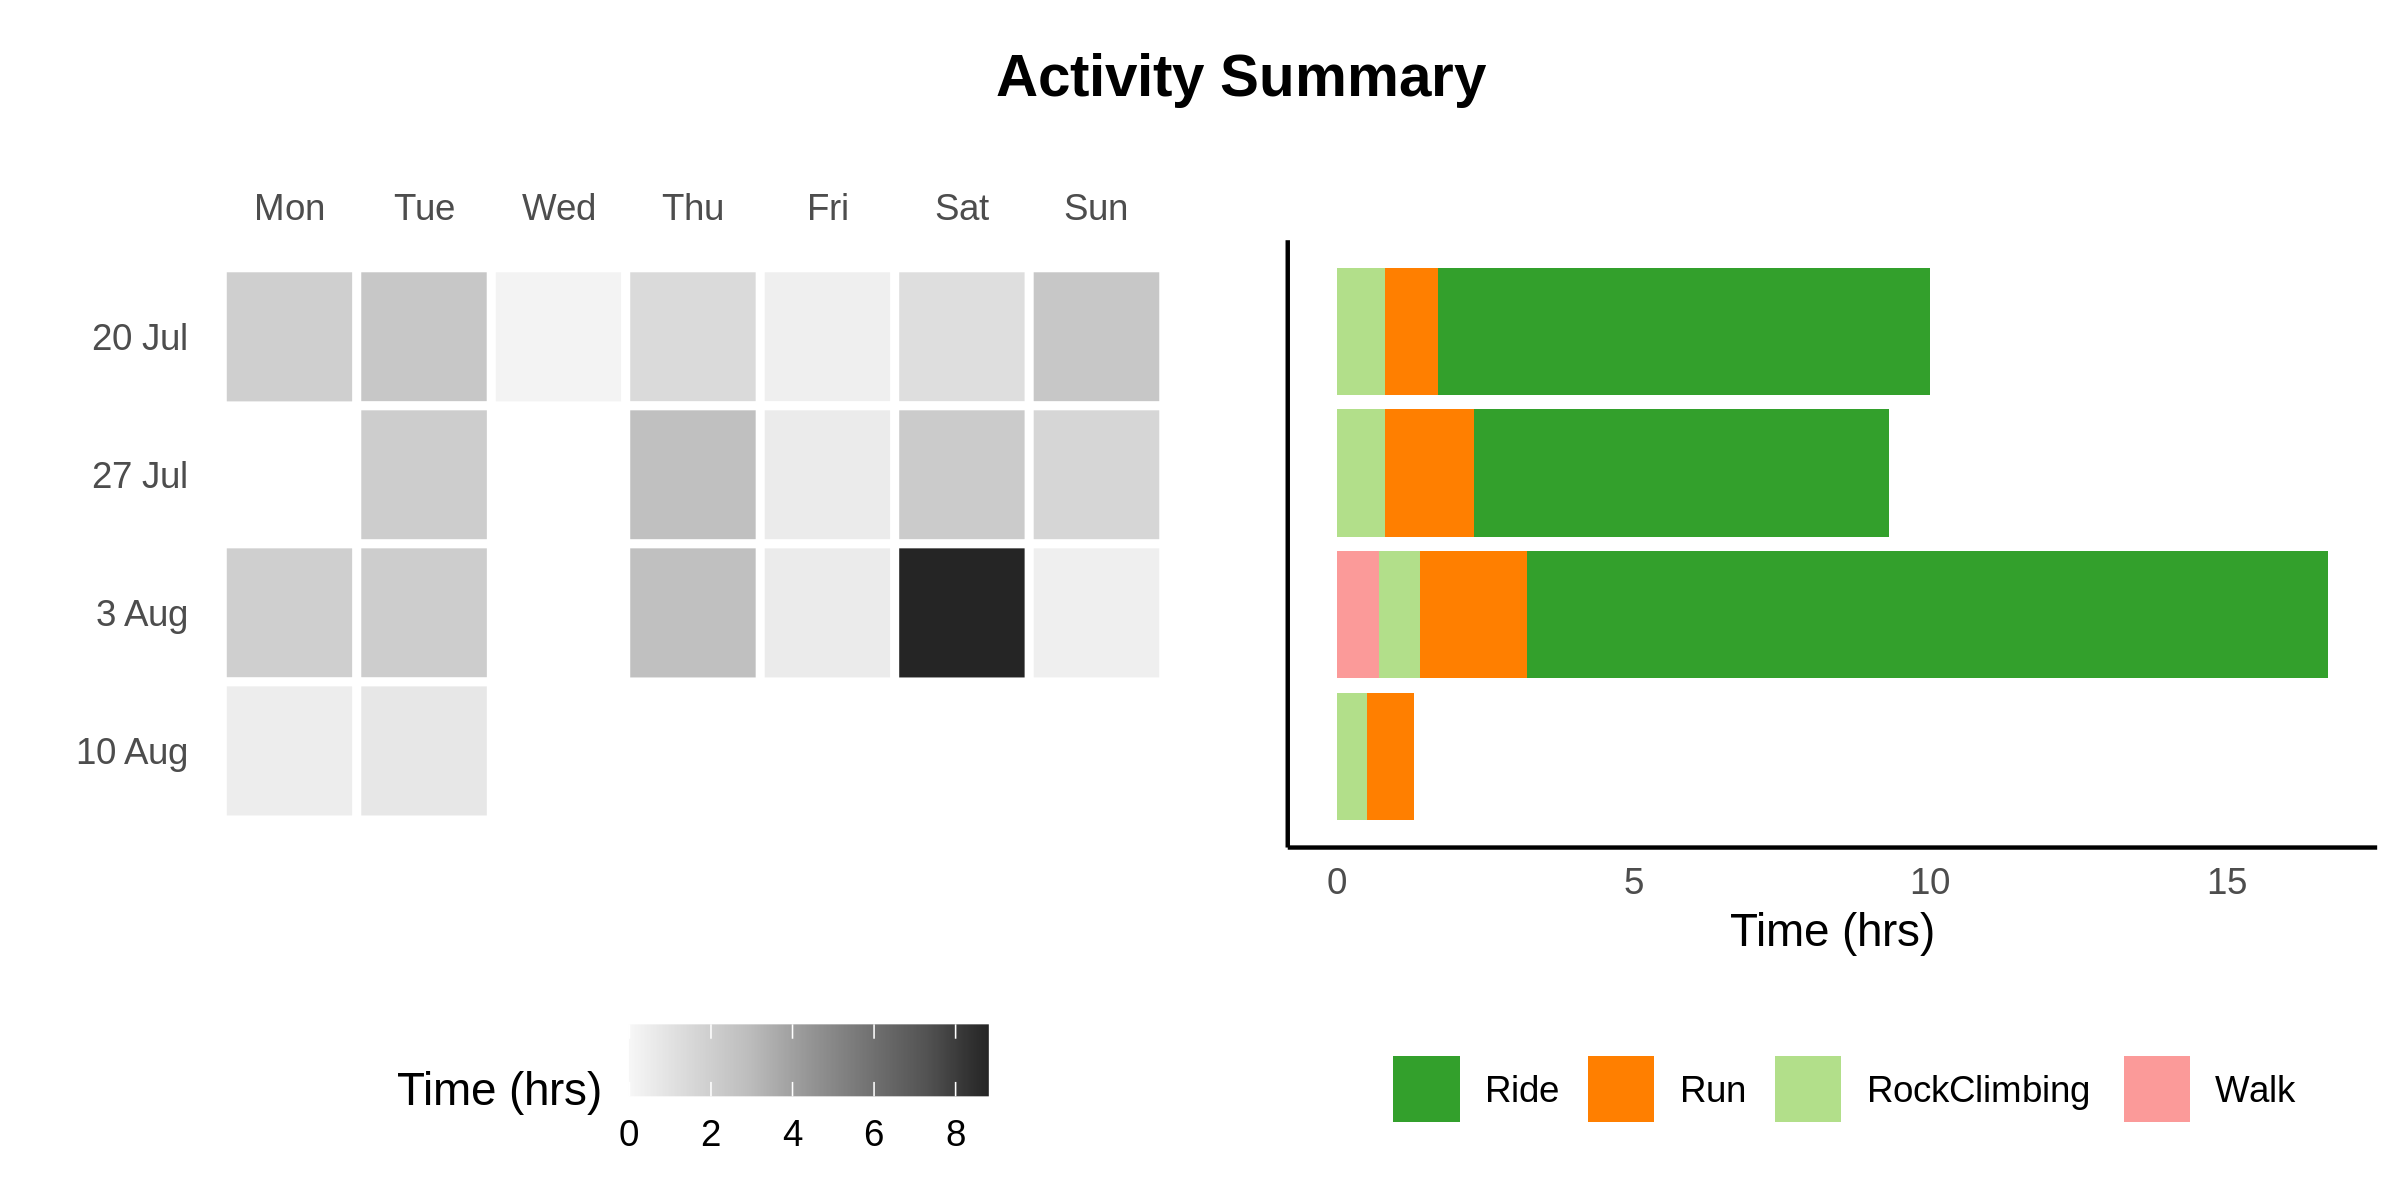 Activity Summary
Mon Tue Wed Thu Fri Sat Sun
20 Jul
27 Jul
3 Aug
10 Aug
0 5 10 15
Time (hrs)
Time (hrs)
0 2 4 6 8
Ride Run RockClimbing Walk